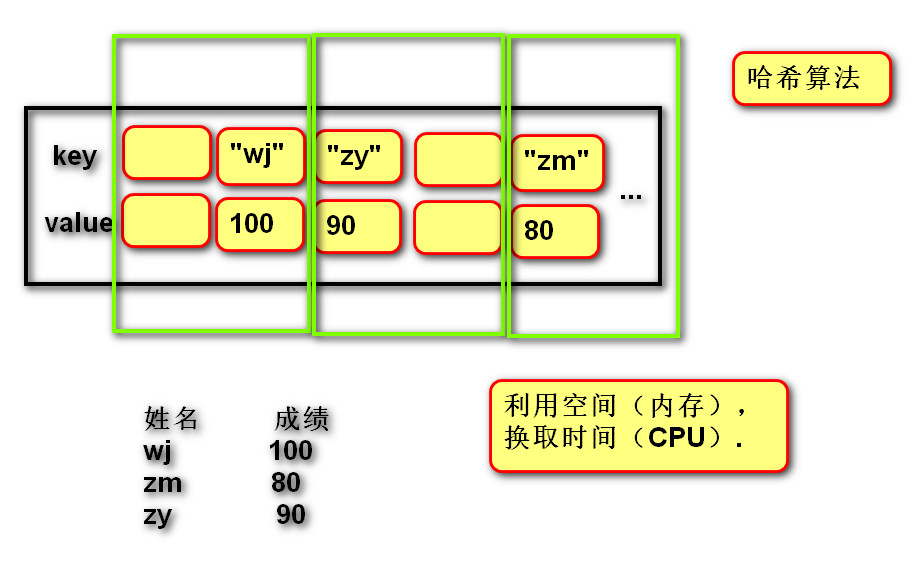 哈希算法
key "wj" "zy" "zm"
...
value 100 90 80
利用空间（内存），
换取时间（CPU）.
姓名 成绩
wj 100
zm 80
zy 90